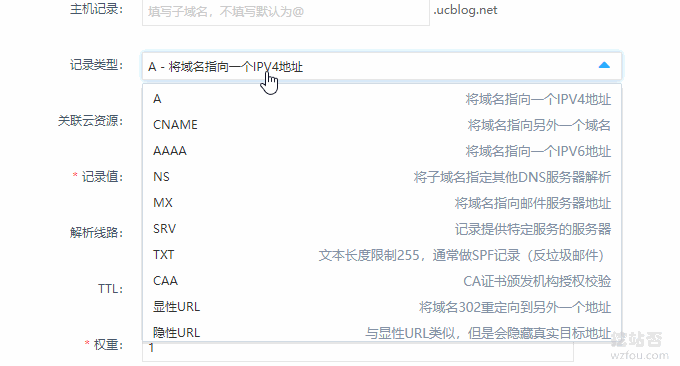 主机记录: 填写子域名，不填写默认为@ .ucblog.net
记录类型: A - 将域名指向一个IPV4地址
A 将域名指向一个IPV4地址
关联云资源: CNAME 将域名指向另外一个域名
AAAA 将域名指向一个IPV6地址
* 记录值: NS 将子域名指定其他DNS服务器解析
MX 将域名指向邮件服务器地址
解析线路: SRV 记录提供特定服务的服务器
TXT 文本长度限制255，通常做SPF记录（反垃圾邮件）
TTL: CAA CA证书颁发机构授权校验
显性URL 将域名302重定向到另外一个地址
隐性URL 与显性URL类似，但是会隐藏真实目标地址
* 权重: 1
挖站否
wzfou.com